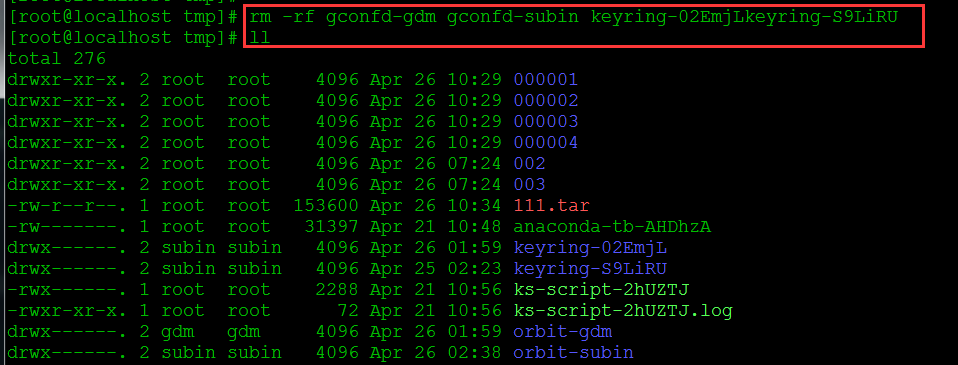 [root@localhost tmp]# rm -rf gconfd-gdm gconfd-subin keyring-02EmjLkeyring-S9LiRU
[root@localhost tmp]# ll
total 276
drwxr-xr-x. 2 root root 4096 Apr 26 10:29 000001
drwxr-xr-x. 2 root root 4096 Apr 26 10:29 000002
drwxr-xr-x. 2 root root 4096 Apr 26 10:29 000003
drwxr-xr-x. 2 root root 4096 Apr 26 10:29 000004
drwxr-xr-x. 2 root root 4096 Apr 26 07:24 002
drwxr-xr-x. 2 root root 4096 Apr 26 07:24 003
-rw-r--r--. 1 root root 153600 Apr 26 10:34 111.tar
-rw-------. 1 root root 31397 Apr 21 10:48 anaconda-tb-AHDhzA
drwx------. 2 subin subin 4096 Apr 26 01:59 keyring-02EmjL
drwx------. 2 subin subin 4096 Apr 25 02:23 keyring-S9LiRU
-rwx------. 1 root root 2288 Apr 21 10:56 ks-script-2hUZTJ
-rwxr-xr-x. 1 root root 72 Apr 21 10:56 ks-script-2hUZTJ.log
drwx------. 2 gdm gdm 4096 Apr 26 01:59 orbit-gdm
drwx------. 2 subin subin 4096 Apr 26 02:38 orbit-subin